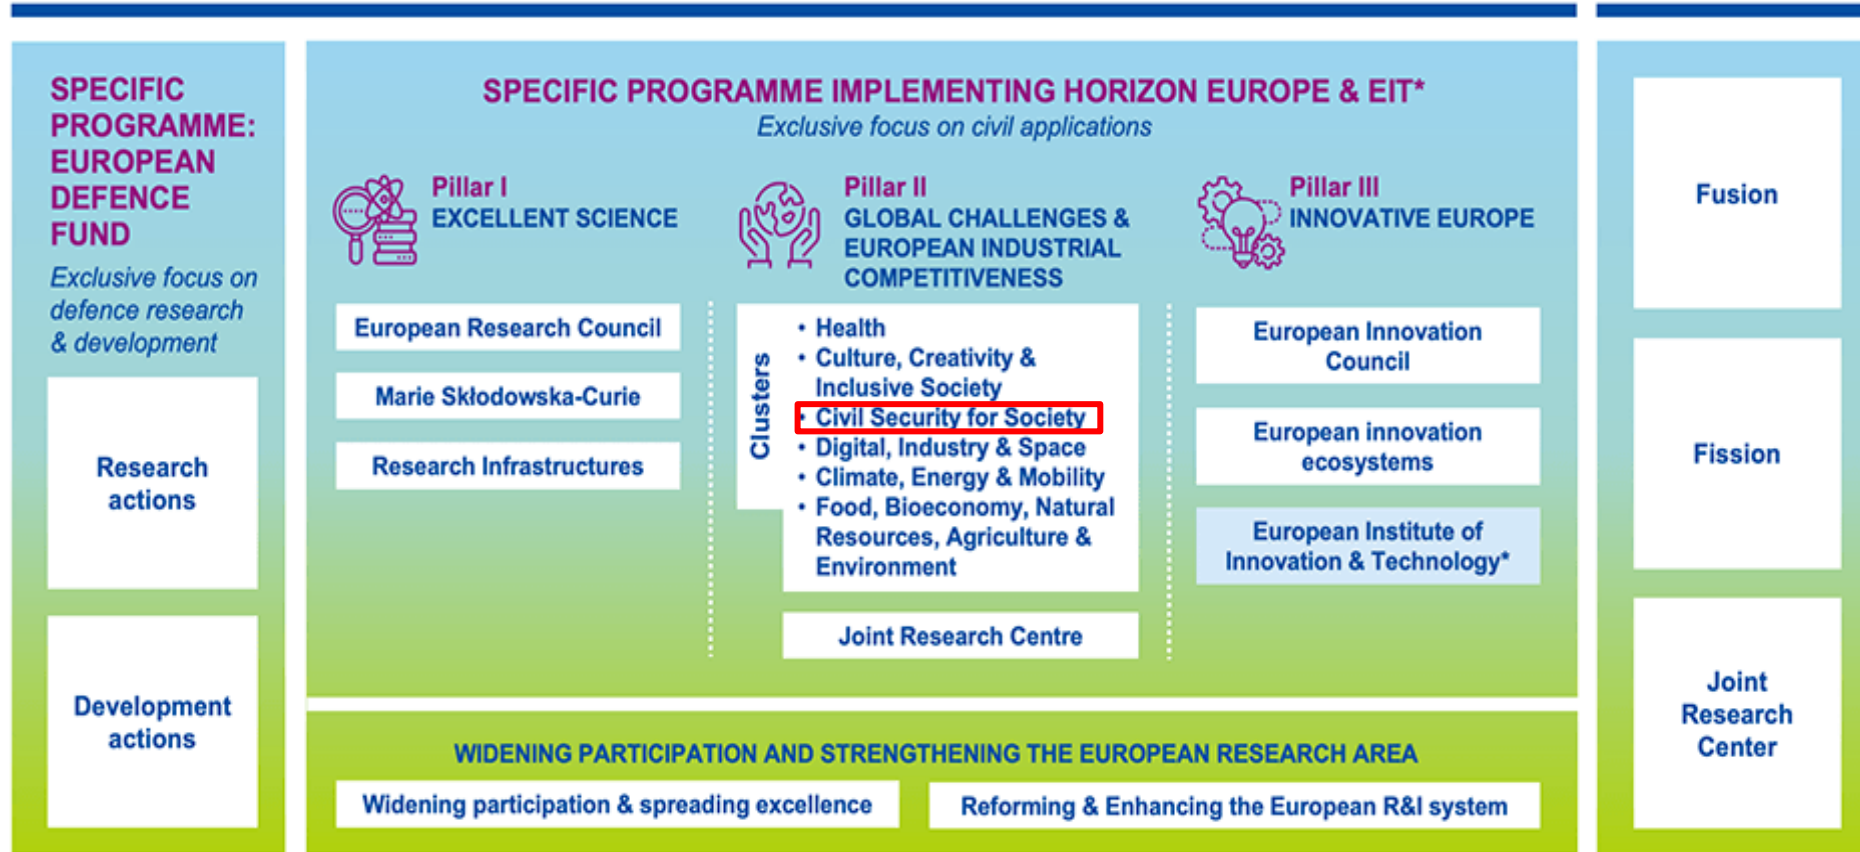 SPECIFIC
PROGRAMME:
EUROPEAN
DEFENCE
FUND
Exclusive focus on
defence research
& development
Research
actions
Development
actions
SPECIFIC PROGRAMME IMPLEMENTING HORIZON EUROPE & EIT*
Exclusive focus on civil applications
Pillar I
EXCELLENT SCIENCE
European Research Council
Marie Skłodowska-Curie
Research Infrastructures
Pillar II
GLOBAL CHALLENGES &
EUROPEAN INDUSTRIAL
COMPETITIVENESS
Clusters
• Health
• Culture, Creativity &
Inclusive Society
• Civil Security for Society
• Digital, Industry & Space
• Climate, Energy & Mobility
• Food, Bioeconomy, Natural
Resources, Agriculture &
Environment
Joint Research Centre
Pillar III
INNOVATIVE EUROPE
European Innovation
Council
European innovation
ecosystems
European Institute of
Innovation & Technology*
WIDENING PARTICIPATION AND STRENGTHENING THE EUROPEAN RESEARCH AREA
Widening participation & spreading excellence
Reforming & Enhancing the European R&I system
Fusion
Fission
Joint
Research
Center